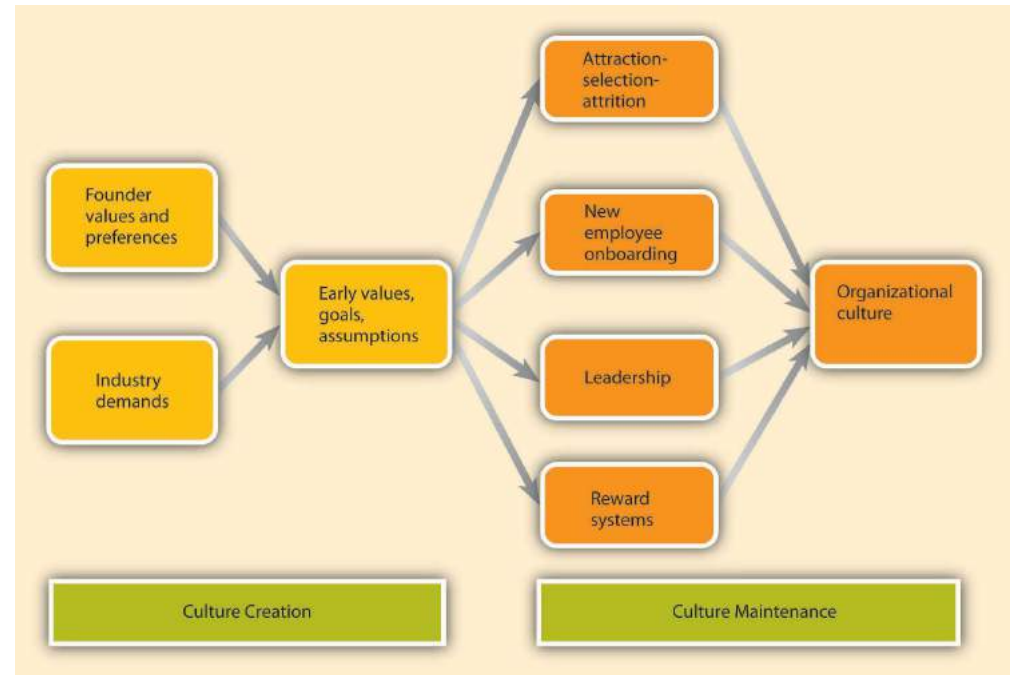 Founder
values and
preferences
Industry
demands
Early values,
goals,
assumptions
Attraction-
selection-
attrition
New
employee
onboarding
Leadership
Reward
systems
Organizational
culture
Culture Creation
Culture Maintenance